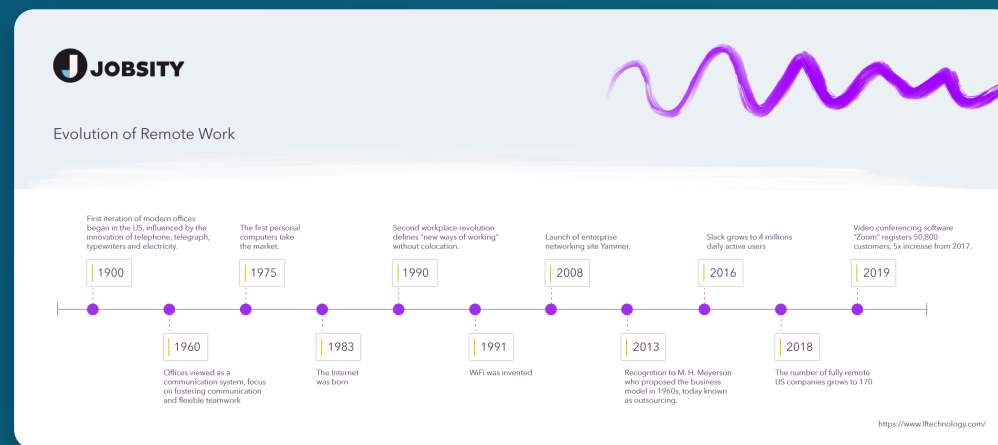 JOBSITY
Evolution of Remote Work
First iteration of modern offices
began in the US, influenced by the
innovation of telephone, telegraph,
typewriters and electricity.
1900
Offices viewed as a
communication system, focus
on fostering communication
and flexible teamwork
1960
The first personal
computers take
the market.
1975
The Internet
was born
1983
Second workplace revolution
defines "new ways of working"
without colocation.
1990
WiFi was invented
1991
Launch of enterprise
networking site Yammer.
2008
Recognition to M. H. Meyerson
who proposed the business
model in 1960s, today known
as outsourcing.
2013
Slack grows to 4 millions
daily active users
2016
The number of fully remote
US companies grows to 170
2018
Video conferencing software
"Zoom" registers 50,800
customers, 5x increase from 2017.
2019
https://www.lftechnology.com/